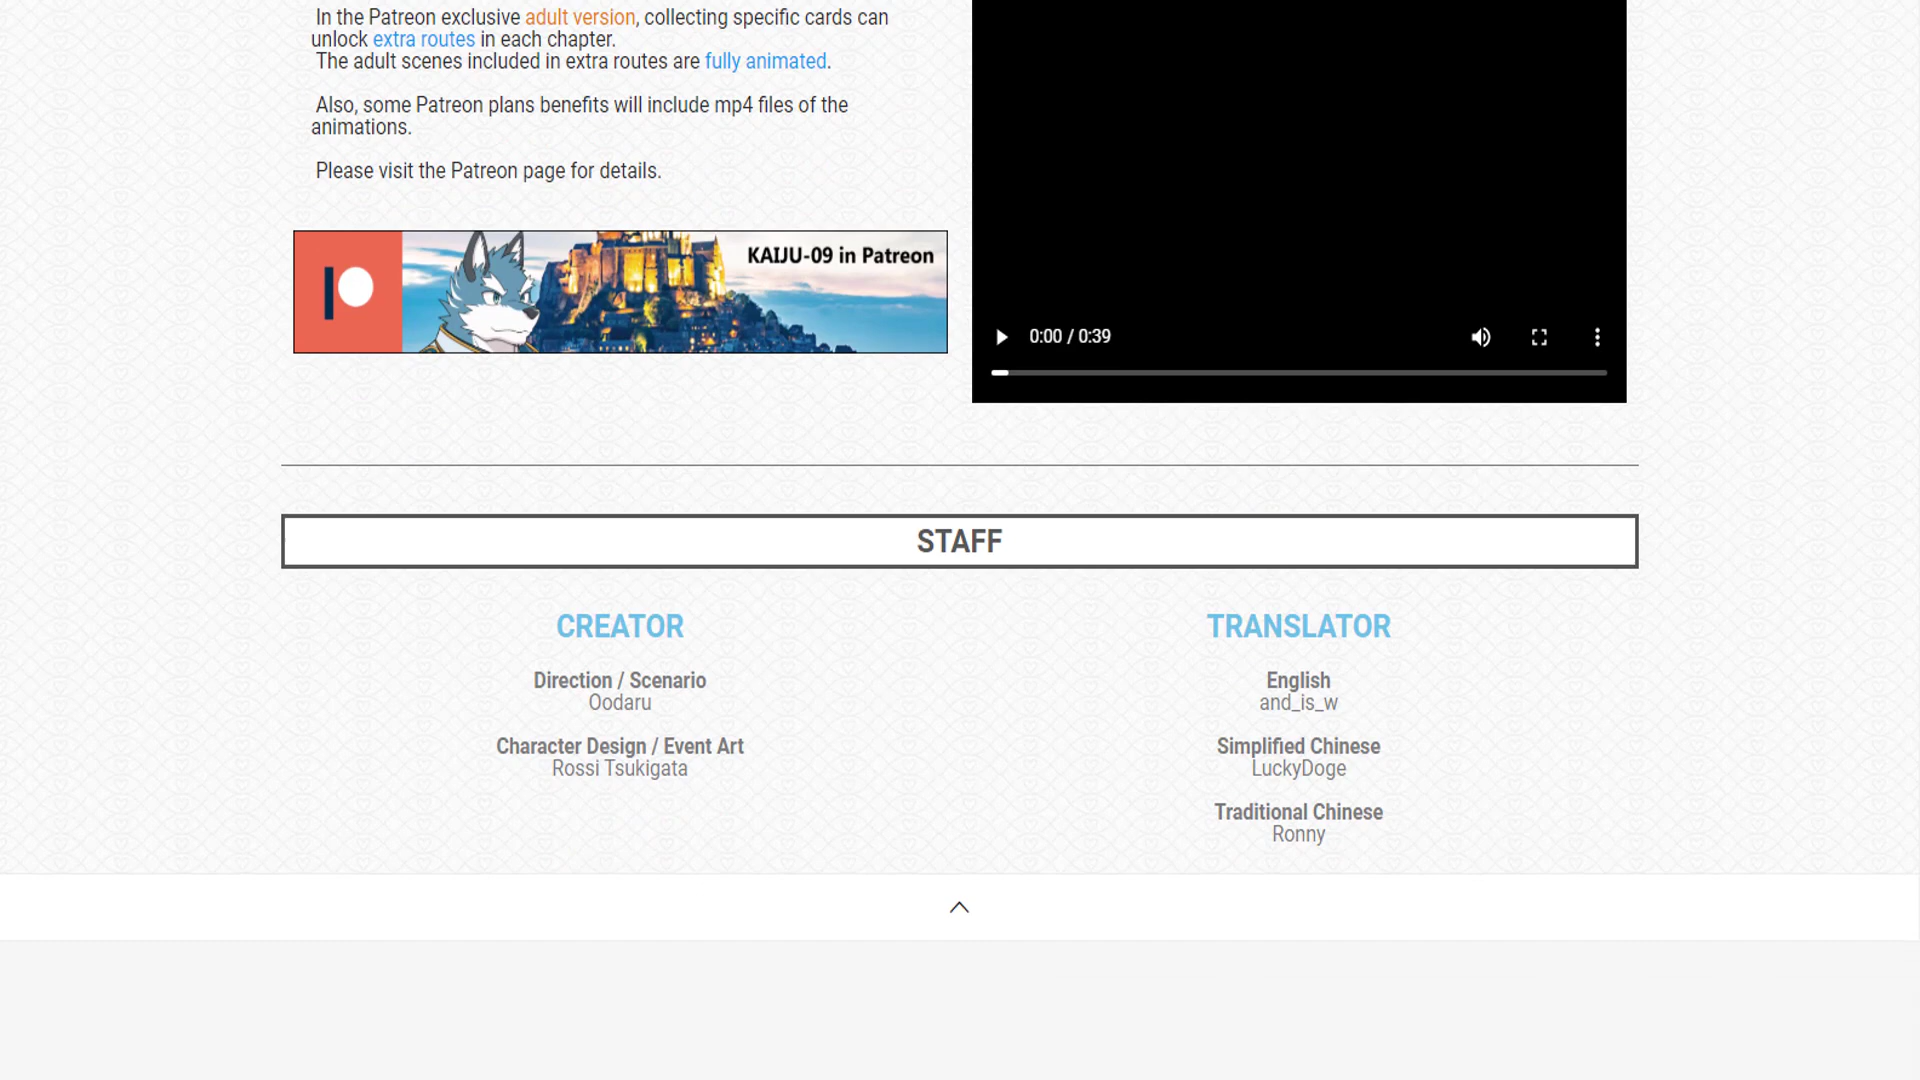 In the Patreon exclusive adult version, collecting specific cards can
unlock extra routes in each chapter.
The adult scenes included in extra routes are fully animated.
Also, some Patreon plans benefits will include mp4 files of the
animations.
Please visit the Patreon page for details.
KAIJU-09 in Patreon
0:00 / 0:39
STAFF
CREATOR
Direction / Scenario
Oodaru
Character Design / Event Art
Rossi Tsukigata
TRANSLATOR
English
and_is_w
Simplified Chinese
LuckyDoge
Traditional Chinese
Ronny